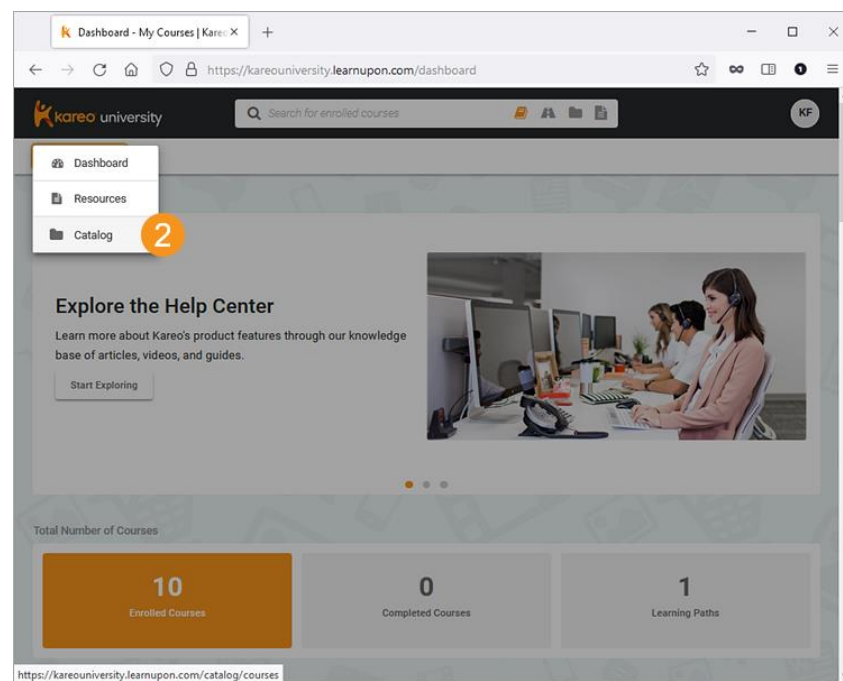 Dashboard - My Courses | Kareo
https://kareouniversity.learnupon.com/dashboard
kareo university
Search for enrolled courses
KF
Dashboard
Resources
Catalog
2
Explore the Help Center
Learn more about Kareo's product features through our knowledge
base of articles, videos, and guides.
Start Exploring
Total Number of Courses
10
0
1
Enrolled Courses
Completed Courses
Learning Paths
https://kareouniversity.learnupon.com/catalog/courses